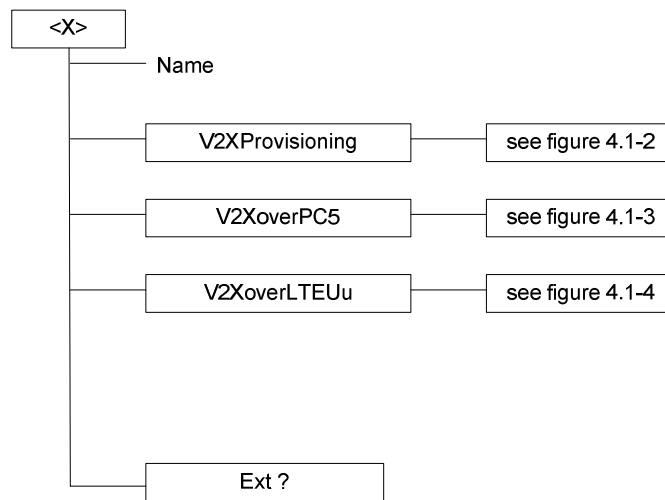 <X>
Name
V2XProvisioning
see figure 4.1-2
V2XoverPC5
see figure 4.1-3
V2XoverLTEUu
see figure 4.1-4
Ext ?